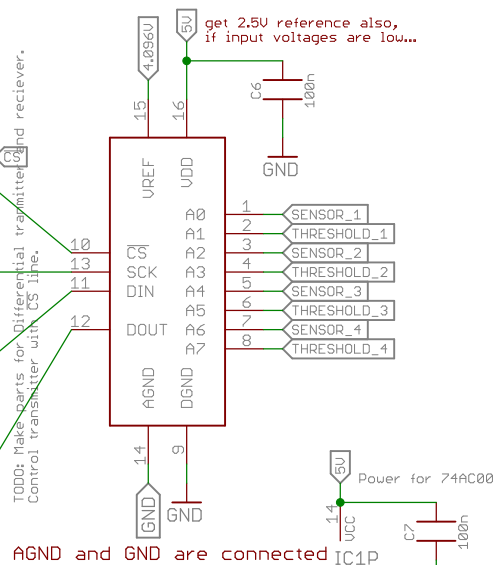 get 2.5V reference also,
if input voltages are low...
5V
4.096V
C6
100n
GND
15
16
VREF
VDD
CS
TODO: Make parts for Differential tranmitter and reciever.
Control transmitter with CS line.
10
CS
13
SCK
11
DIN
12
DOUT
A0
1
SENSOR_1
A1
2
THRESHOLD_1
A2
3
SENSOR_2
A3
4
THRESHOLD_2
A4
5
SENSOR_3
A5
6
THRESHOLD_3
A6
7
SENSOR_4
A7
8
THRESHOLD_4
AGND
DGND
14
9
GND
GND
AGND and GND are connected
5V
Power for 74AC00
14
VCC
IC1P
C7
100n